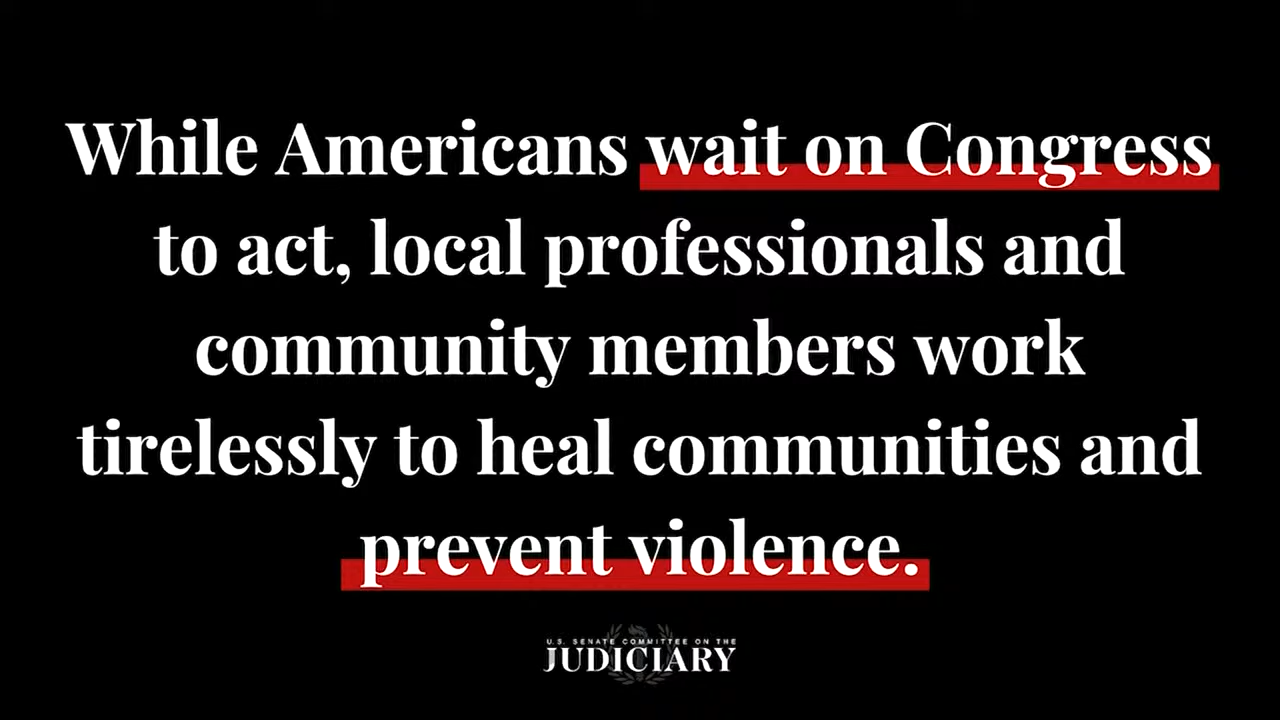 While Americans wait on Congress
to act, local professionals and
community members work
tirelessly to heal communities and
prevent violence.
U.S. SENATE COMMITTEE ON THE
JUDICIARY